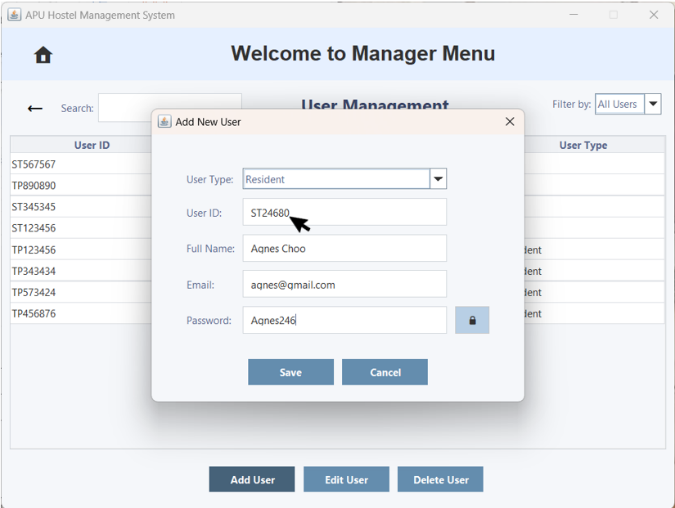 APU Hostel Management System
Welcome to Manager Menu
Search:
User Management
Filter by: All Users
User ID
User Type
ST567567
TP890890
ST345345
ST123456
TP123456
dent
TP343434
dent
TP573424
dent
TP456876
dent
Add New User
User Type: Resident
User ID: ST24680
Full Name: Agnes Choo
Email: agnes@gmail.com
Password: Agnes246
Save
Cancel
Add User
Edit User
Delete User